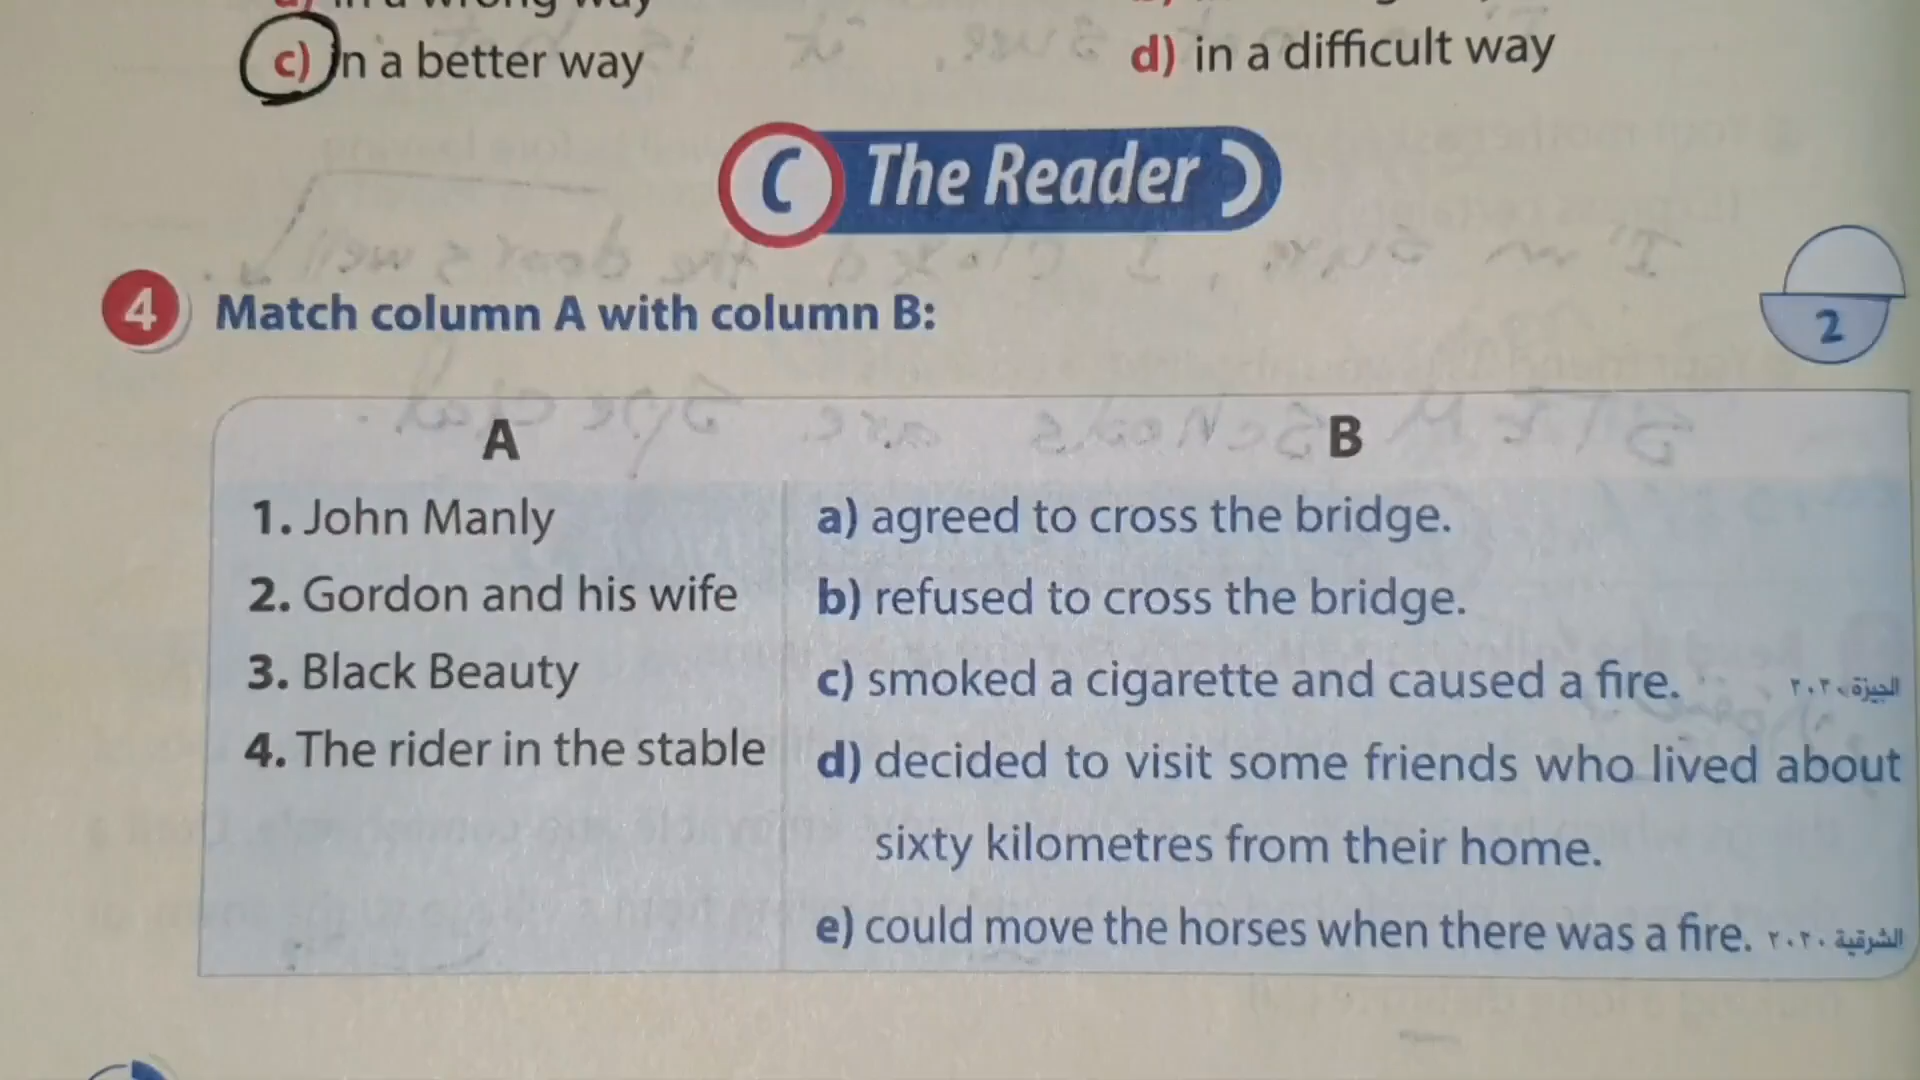 c) in a better way
d) in a difficult way
C The Reader
4 Match column A with column B:
2
A
B
1. John Manly
a) agreed to cross the bridge.
2. Gordon and his wife
b) refused to cross the bridge.
3. Black Beauty
c) smoked a cigarette and caused a fire. الجيزة ٢٠٢٠
4. The rider in the stable
d) decided to visit some friends who lived about
sixty kilometres from their home.
e) could move the horses when there was a fire. الشرقية ٢٠٢٠